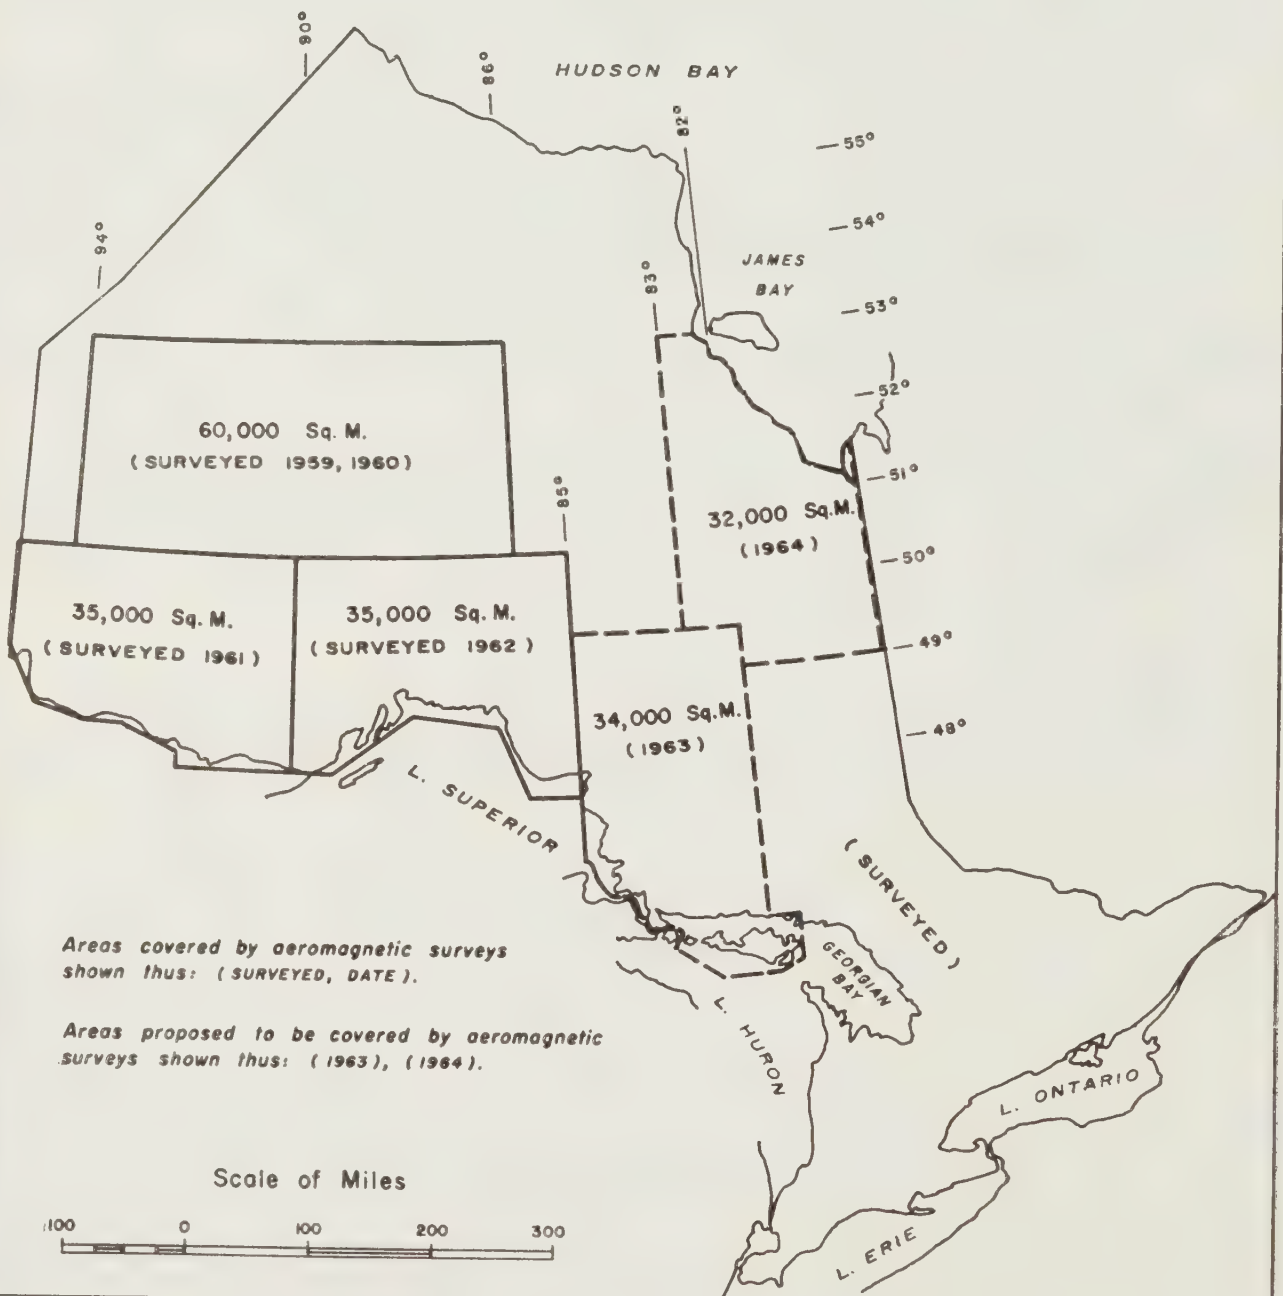 90°
86°
HUDSON BAY
82°
55°
94°
54°
83°
JAMES
BAY
53°
52°
60,000 Sq. M.
(SURVEYED 1959, 1960)
85°
51°
32,000 Sq. M.
(1964)
50°
35,000 Sq. M.
(SURVEYED 1961)
35,000 Sq. M.
(SURVEYED 1962)
49°
34,000 Sq. M.
(1963)
48°
L. SUPERIOR
(SURVEYED)
Areas covered by aeromagnetic surveys
shown thus: (SURVEYED, DATE).
GEORGIAN
BAY
Areas proposed to be covered by aeromagnetic
surveys shown thus: (1963), (1964).
L. HURON
L. ONTARIO
Scale of Miles
100 0 100 200 300
L. ERIE